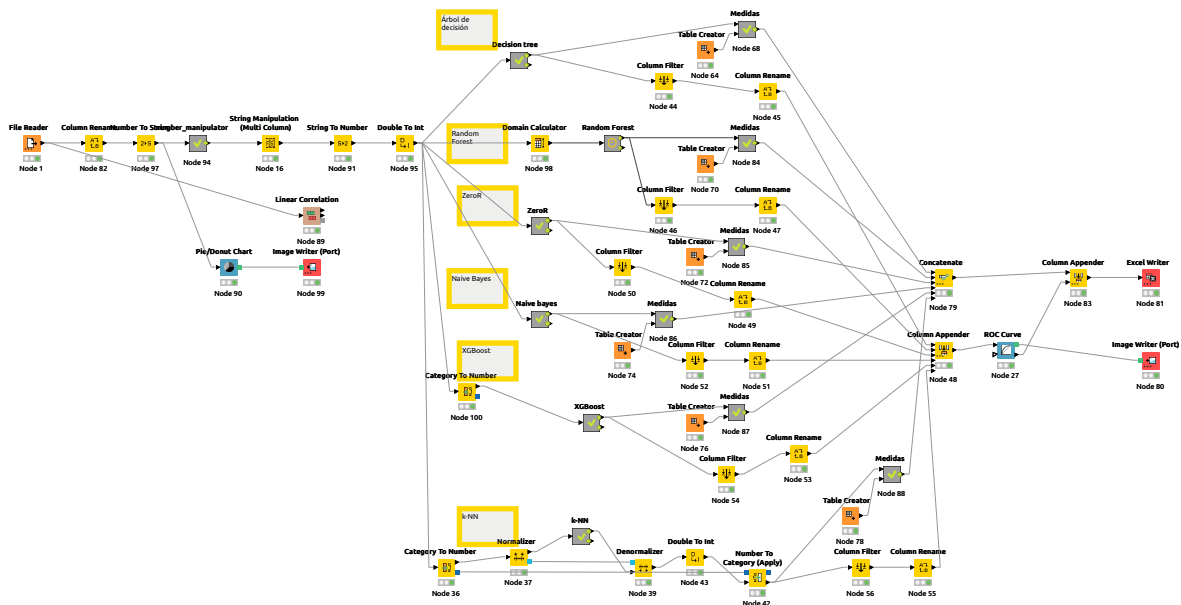 Árbol de
decisión
Decision tree
Medidas
Table Creator
Node 68
Node 64
Column Filter
Column Rename
Node 44
Node 45
File Reader
Node 1
Node 82
Node 97
Node 94
String Manipulation
(Multi Column)
Node 16
String To Number
Node 91
Double To Int
Node 95
Random
Forest
Domain Calculator
Node 98
Random Forest
Medidas
Node 84
Table Creator
Node 70
Column Filter
Node 46
Column Rename
Node 47
Linear Correlation
Node 89
Pie/Donut Chart
Node 90
Image Writer (Port)
Node 99
ZeroR
ZeroR
Medidas
Node 85
Table Creator
Node 72
Column Filter
Node 50
Column Rename
Node 49
Naive Bayes
Naive bayes
Medidas
Node 86
Table Creator
Node 74
Column Filter
Node 52
Column Rename
Node 51
Concatenate
Node 79
Column Appender
Node 83
Excel Writer
Node 81
Column Appender
Node 48
ROC Curve
Node 27
Image Writer (Port)
Node 80
XGBoost
Category To Number
Node 100
XGBoost
Table Creator
Node 76
Medidas
Node 87
Column Filter
Node 54
Column Rename
Node 53
Medidas
Node 88
Table Creator
Node 78
k-NN
k-NN
Category To Number
Node 36
Normalizer
Node 37
Denormalizer
Node 39
Double To Int
Node 43
Number To
Category (Apply)
Node 42
Column Filter
Node 56
Column Rename
Node 55